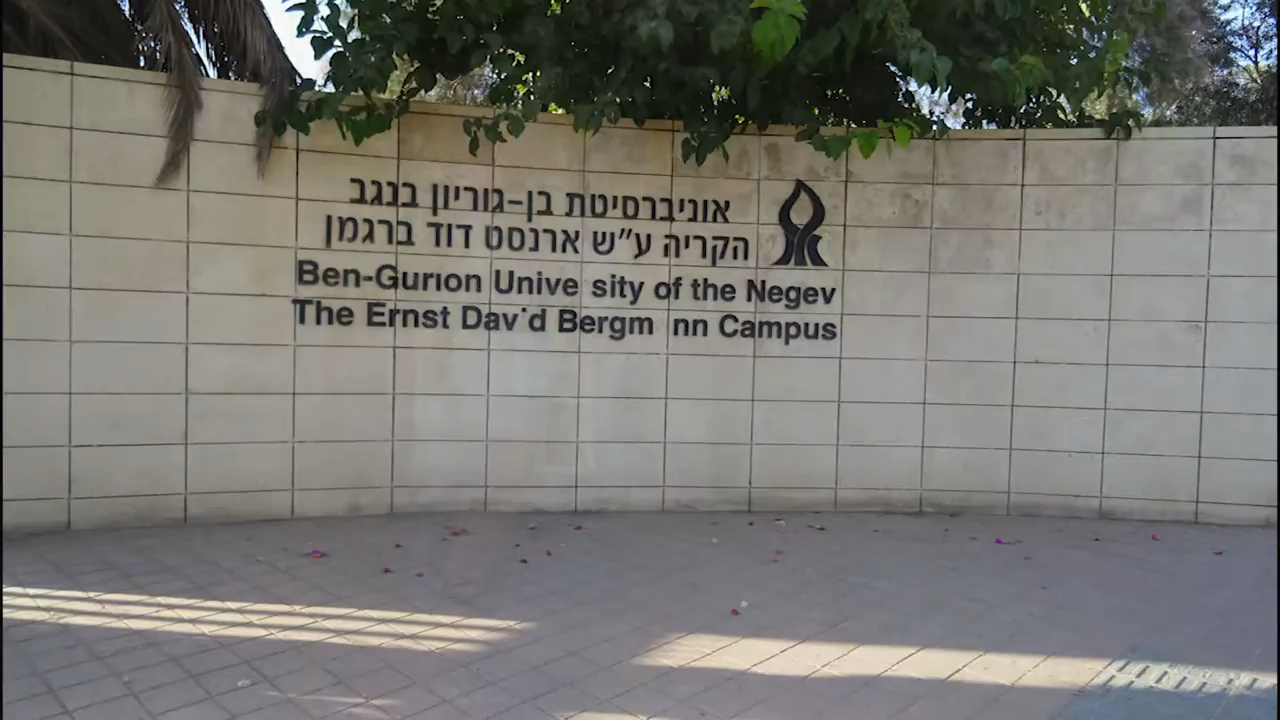 אוניברסיטת בן-גוריון בנגב
הקריה ע"ש ארנסט דוד ברגמן
Ben-Gurıon Unive sity of the Negev
The Ernst Dav'd Bergm nn Campus